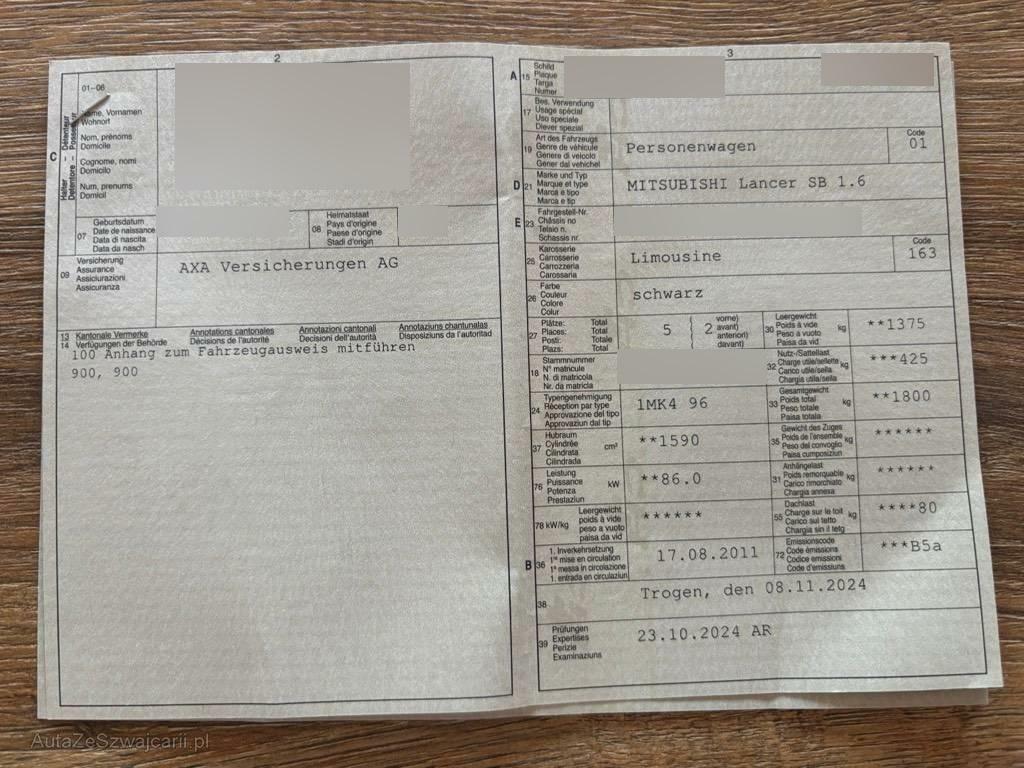 2
01–06
Name, Vornamen
Wohnort
Nom, prénoms
Domicile
Cognome, nomi
Domicilio
Num, prenums
Domicil
C
Halter – Détenteur
Detentore – Possessur
07
Geburtsdatum
Date de naissance
Data di nascita
Data da nasch
08
Heimatstaat
Pays d'origine
Paese d'origine
Stadi d'origin
09
Versicherung
Assurance
Assicurazioni
Assicuranza
AXA Versicherungen AG
13 Kantonale Vermerke Annotations cantonales Annotazioni cantonali Annotaziuns chantunalas
14 Verfügungen der Behörde Décisions de l'autorité Decisioni dell'autorità Disposiziuns da l'autoritad
100 Anhang zum Fahrzeugausweis mitführen
900, 900
3
A 15
Schild
Plaque
Targa
Numer
17
Bes. Verwendung
Usage spécial
Uso speciale
Diever spezial
19
Art des Fahrzeugs
Genre de véhicule
Genere di veicolo
Gener dal vehichel
Personenwagen
Code
01
D 21
Marke und Typ
Marque et type
Marca e tipo
Marca e tip
MITSUBISHI Lancer SB 1.6
E 23
Fahrgestell-Nr.
Châssis no
Telaio n.
Schassis nr.
25
Karosserie
Carrosserie
Carrozzeria
Carossaria
Limousine
Code
163
26
Farbe
Couleur
Colore
Colur
schwarz
27
Plätze: Total
Places: Total
Posti: Totale
Plazs: Total
5
2
vorne)
avant)
anteriori)
davant)
30
Leergewicht
Poids à vide
Peso a vuoto
Paisa da vid
kg
**1375
18
Stammnummer
N° matricule
N. di matricola
Nr. da matricla
32
Nutz-/Sattellast
Charge utile/sellette
Carico utile/sella
Chargia utila/sella
kg
***425
24
Typengenehmigung
Réception par type
Approvazione del tipo
Approvaziun dal tip
1MK4 96
33
Gesamtgewicht
Poids total
Peso totale
Paisa totala
kg
**1800
37
Hubraum
Cylindrée
Cilindrata
Cilindrada
cm³
**1590
35
Gewicht des Zuges
Poids de l'ensemble
Peso del convoglio
Paisa cumposiziun
kg
******
76
Leistung
Puissance
Potenza
Prestaziun
kW
**86.0
31
Anhängelast
Poids remorquable
Carico rimorchiato
Chargia annexa
kg
******
78 kW/kg
Leergewicht
poids à vide
peso a vuoto
paisa da vid
******
55
Dachlast
Charge sur le toit
Carico sul tetto
Chargia sin il tetg
kg
****80
B 36
1. Inverkehrsetzung
1re mise en circulation
1a messa in circolazione
1. entrada en circulaziun
17.08.2011
72
Emissionscode
Code émissions
Codice emissioni
Code d'emissiuns
***B5a
38
Trogen, den 08.11.2024
39
Prüfungen
Expertises
Perizie
Examinaziuns
23.10.2024 AR
AutaZeSzwajcarii.pl